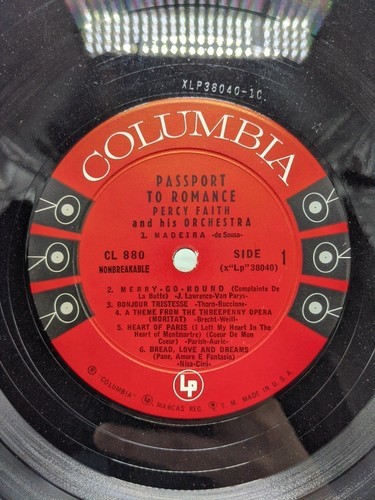 XLP38040-1C
COLUMBIA
PASSPORT
TO ROMANCE
PERCY FAITH
and his ORCHESTRA
1. MADEIRA -de Sousa-
CL 880 SIDE 1
NONBREAKABLE (x"Lp"38040)
2. MERRY-GO-ROUND (Complainte De
La Butte) -J. Lawrence-Van Parys-
3. BONJOUR TRISTESSE -Thoro-Ruccione-
4. A THEME FROM THE THREEPENNY OPERA
(MORITAT) -Brecht-Weill-
5. HEART OF PARIS (I Left My Heart In The
Heart of Montmartre) (Coeur De Mon
Coeur) -Parish-Auric-
6. BREAD, LOVE AND DREAMS
(Pane, Amore E Fantasia)
-Nisa-Cini-
Lp
® "COLUMBIA" MARCAS REG. T. M. MADE IN U.S.A.